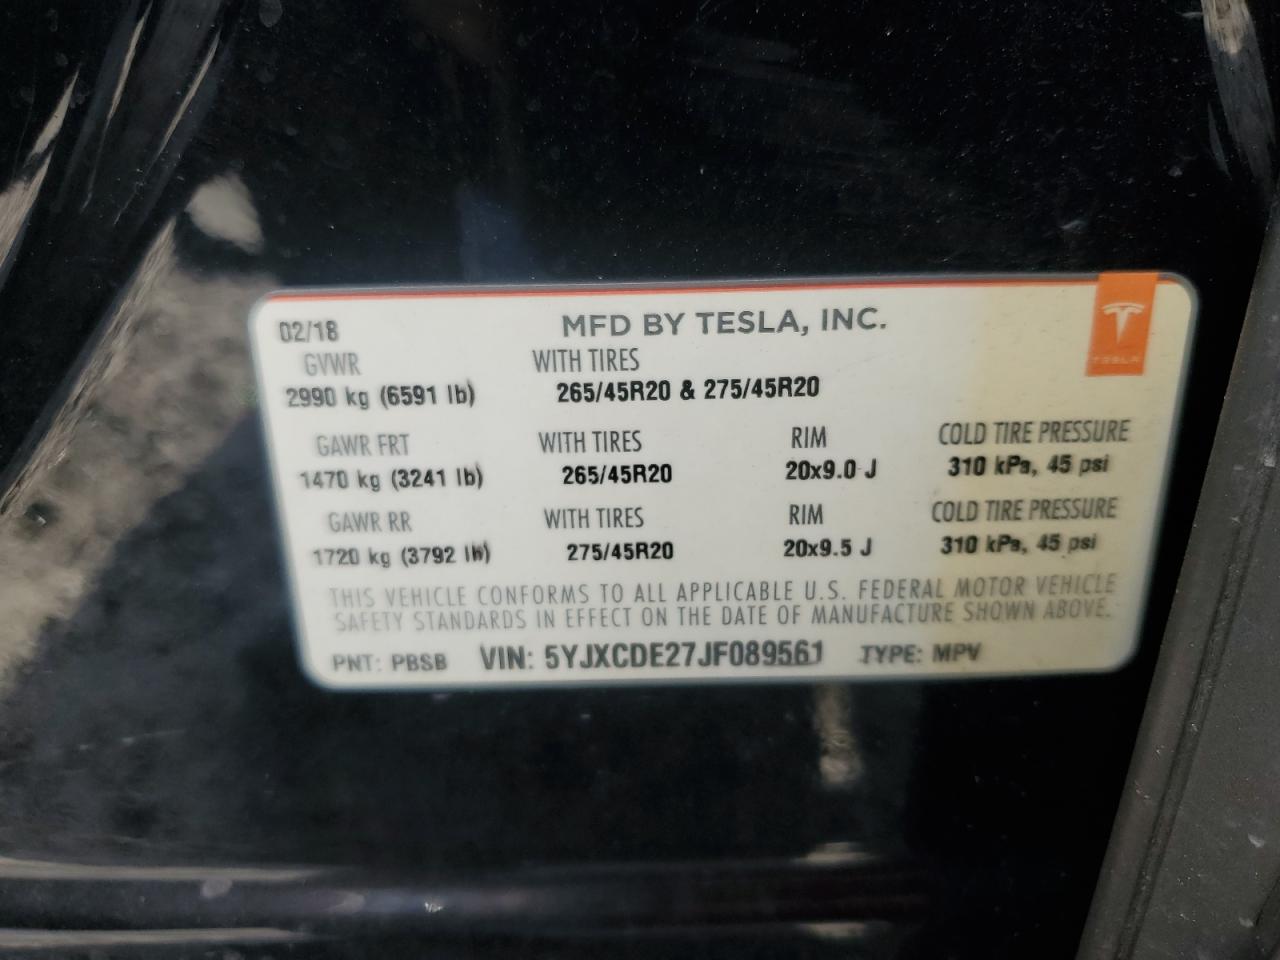 02/18 MFD BY TESLA, INC.
TESLA
GVWR WITH TIRES
2990 kg (6591 lb) 265/45R20 & 275/45R20
GAWR FRT WITH TIRES RIM COLD TIRE PRESSURE
1470 kg (3241 lb) 265/45R20 20x9.0 J 310 kPa, 45 psi
GAWR RR WITH TIRES RIM COLD TIRE PRESSURE
1720 kg (3792 lb) 275/45R20 20x9.5 J 310 kPa, 45 psi
THIS VEHICLE CONFORMS TO ALL APPLICABLE U.S. FEDERAL MOTOR VEHICLE
SAFETY STANDARDS IN EFFECT ON THE DATE OF MANUFACTURE SHOWN ABOVE.
PNT: PBSB VIN: 5YJXCDE27JF089561 TYPE: MPV